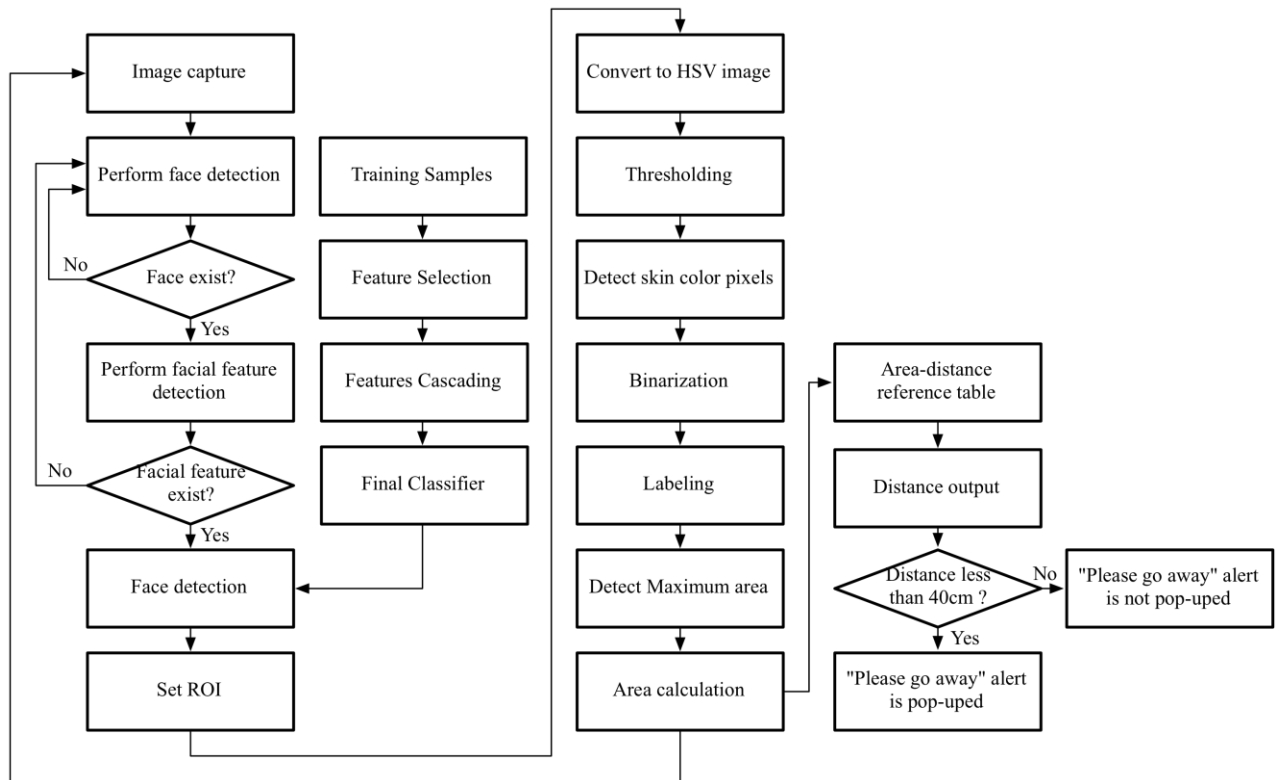 Image capture
Perform face detection
No
Face exist?
Yes
Perform facial feature
detection
No
Facial feature
exist?
Yes
Face detection
Set ROI
Training Samples
Feature Selection
Features Cascading
Final Classifier
Convert to HSV image
Thresholding
Detect skin color pixels
Binarization
Labeling
Detect Maximum area
Area calculation
Area-distance
reference table
Distance output
Distance less
than 40cm ?
No
"Please go away" alert
is not pop-uped
Yes
"Please go away" alert
is pop-uped